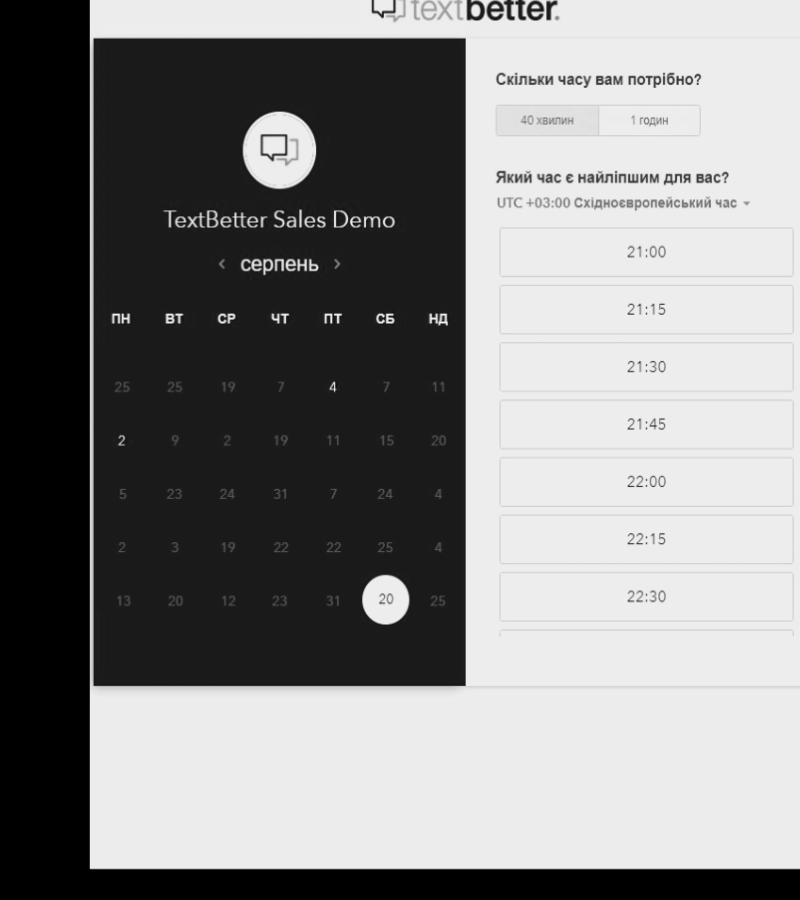 textbetter.
TextBetter Sales Demo
‹ серпень ›
ПН ВТ СР ЧТ ПТ СБ НД
25 25 19 7 4 7 11
2 9 2 19 11 15 20
5 23 24 31 7 24 4
2 3 19 22 22 25 4
13 20 12 23 31 20 25
Скільки часу вам потрібно?
40 хвилин 1 годин
Який час є найліпшим для вас?
UTC +03:00 Східноєвропейський час
21:00
21:15
21:30
21:45
22:00
22:15
22:30